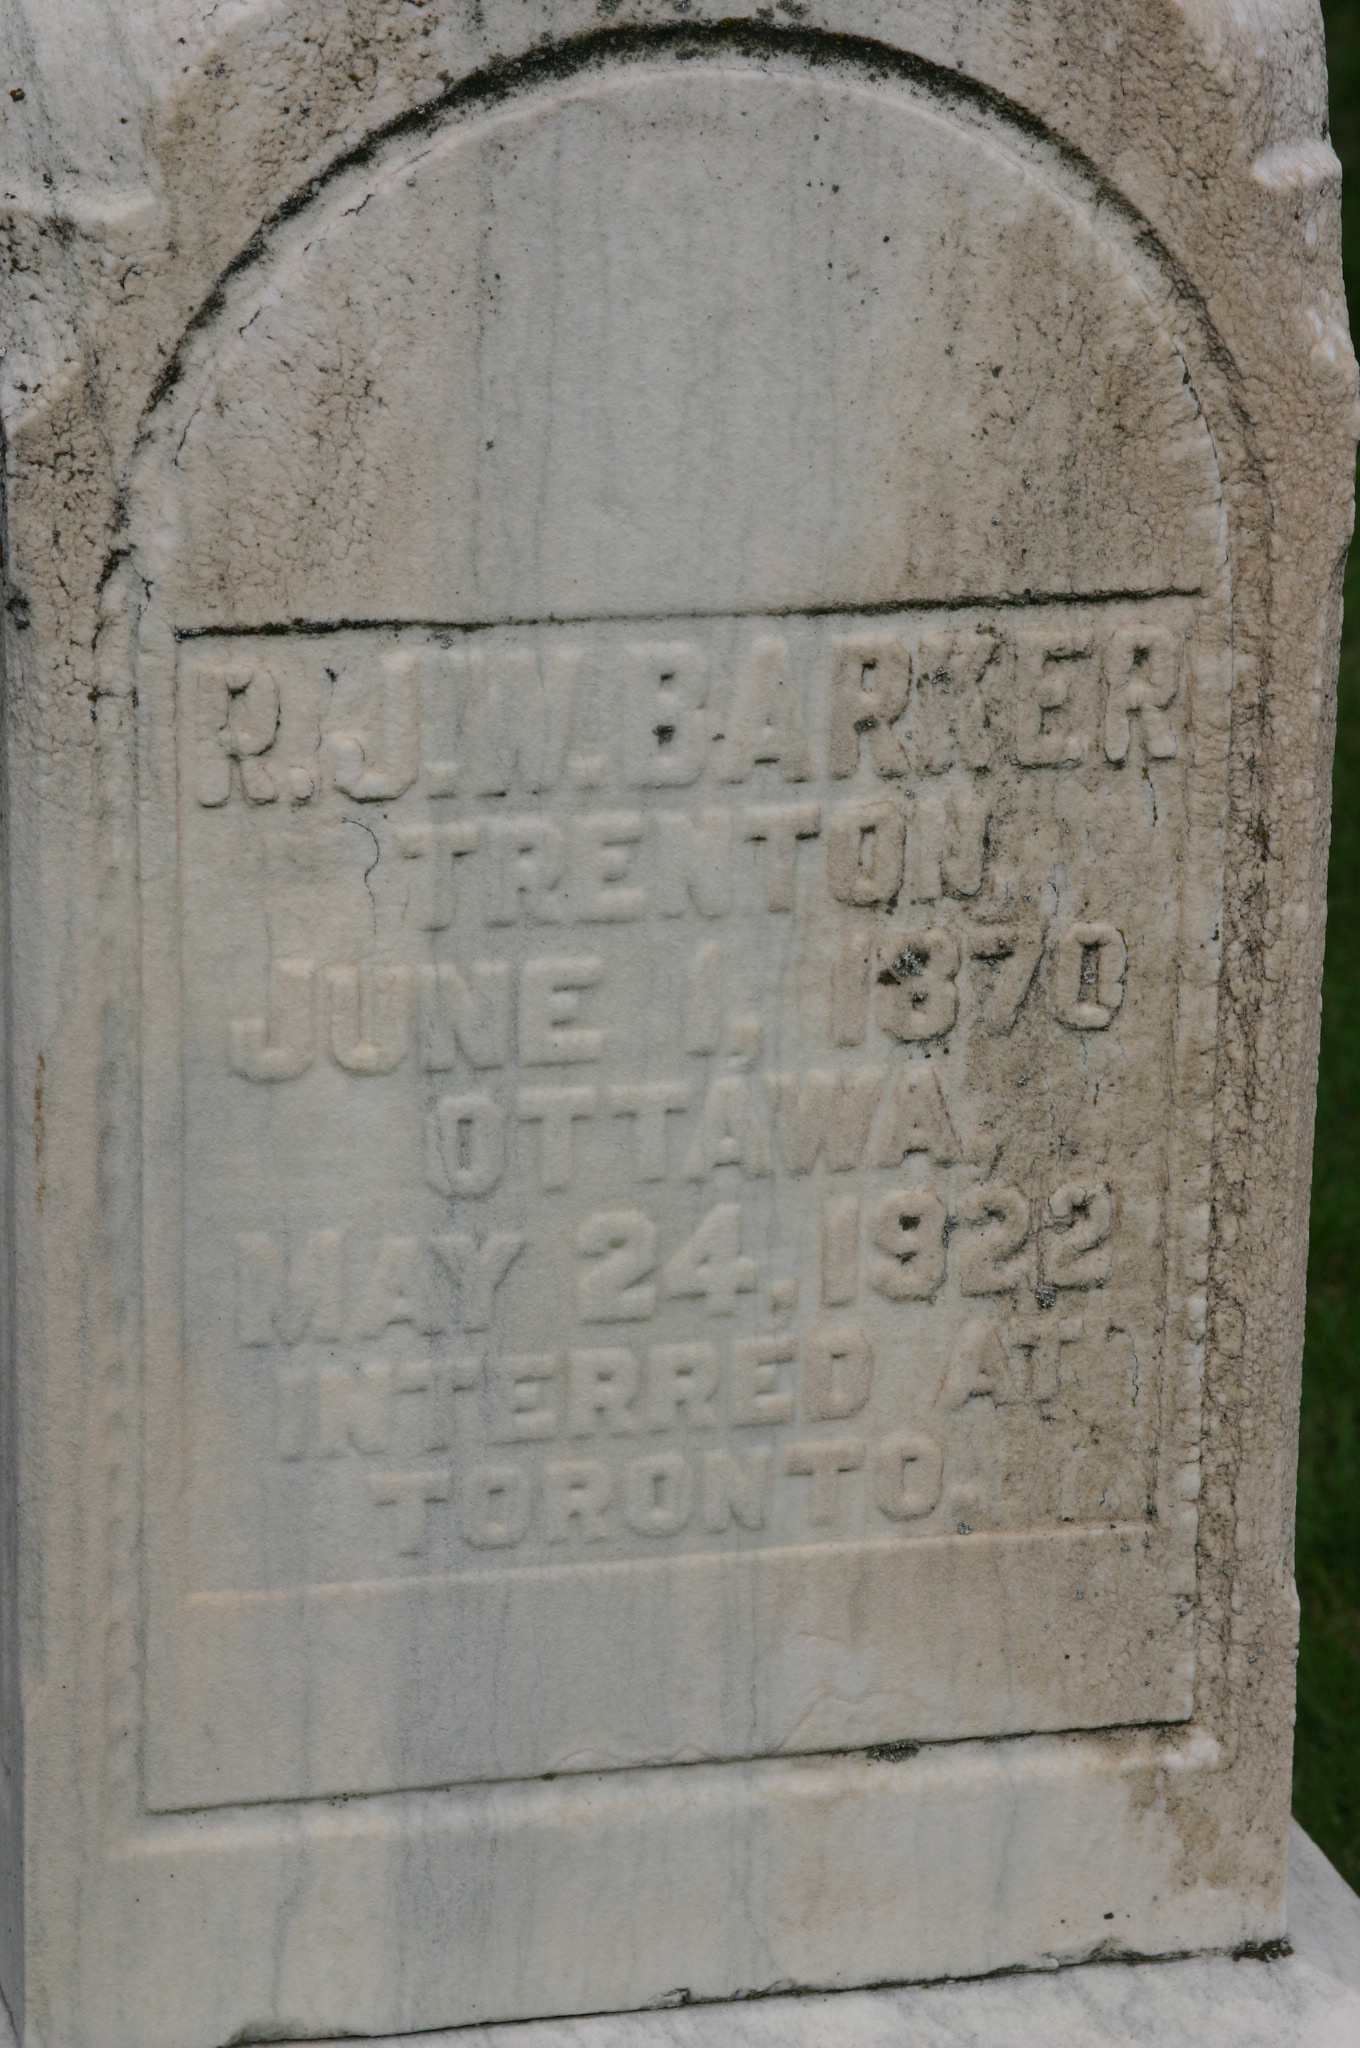 R.J.W.BARKER
TRENTON,
JUNE 1, 1870
OTTAWA,
MAY 24,1922
INTERRED AT
TORONTO.